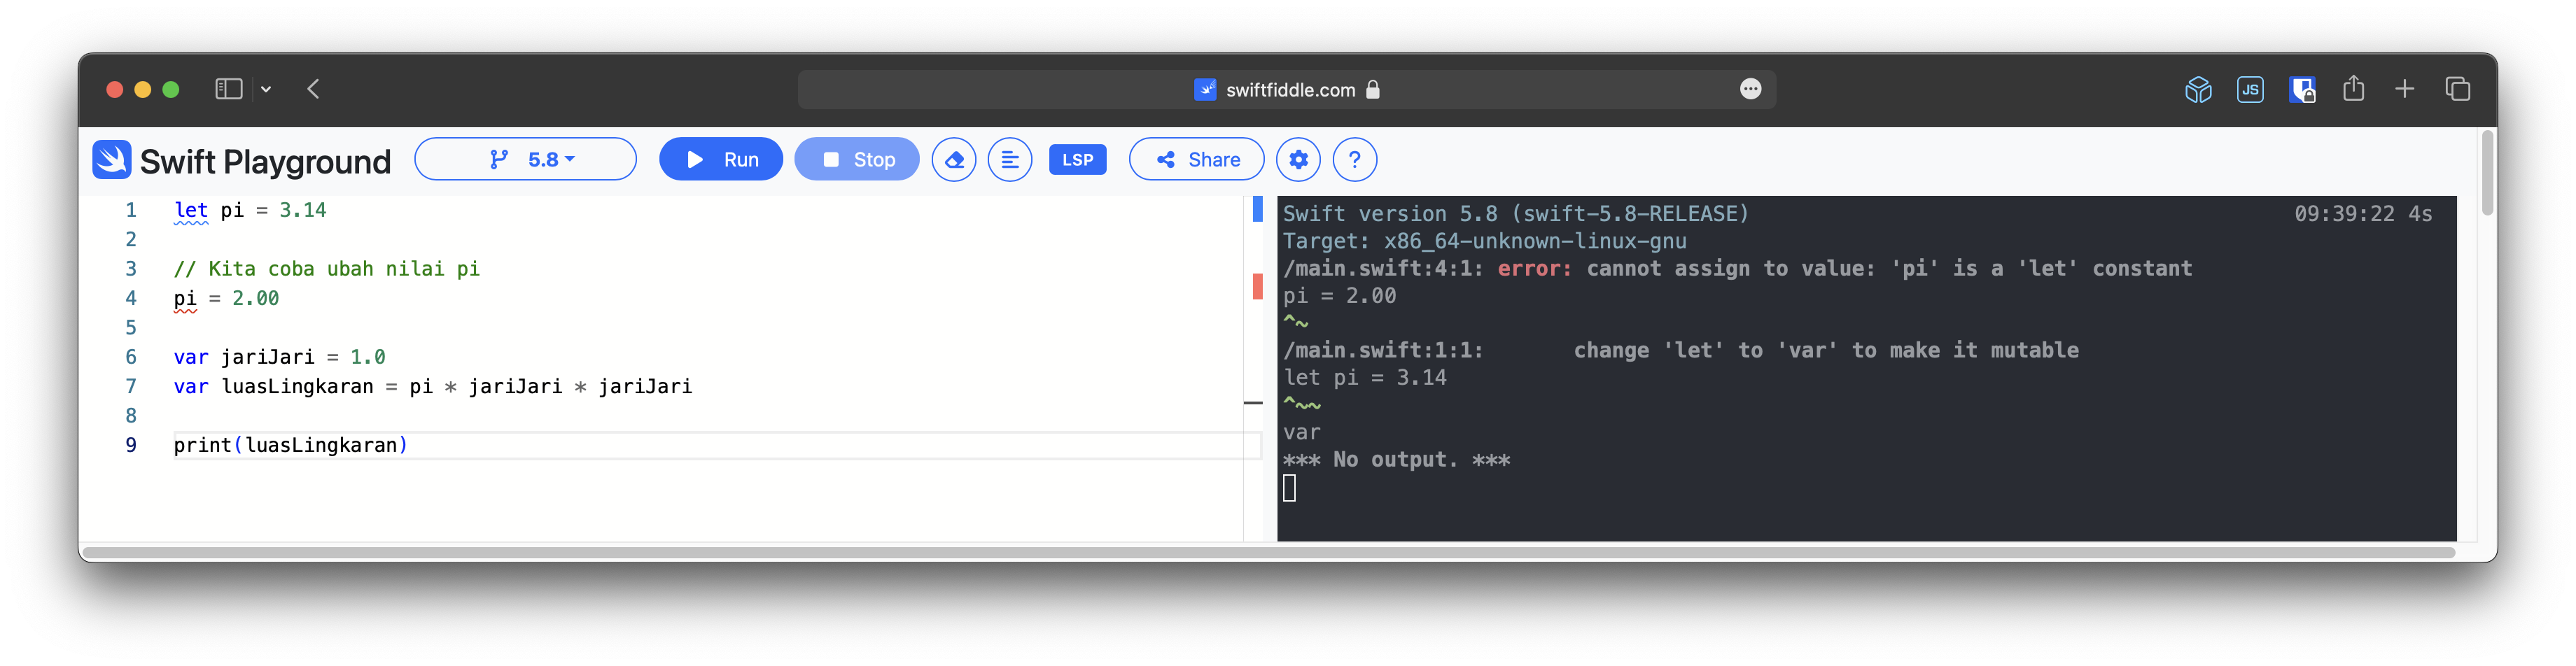 swiftfiddle.com
JS
Swift Playground
5.8
Run
Stop
LSP
Share
?
1 let pi = 3.14
2
3 // Kita coba ubah nilai pi
4 pi = 2.00
5
6 var jariJari = 1.0
7 var luasLingkaran = pi * jariJari * jariJari
8
9 print(luasLingkaran)
Swift version 5.8 (swift-5.8-RELEASE) 09:39:22 4s
Target: x86_64-unknown-linux-gnu
/main.swift:4:1: error: cannot assign to value: 'pi' is a 'let' constant
pi = 2.00
^~
/main.swift:1:1: change 'let' to 'var' to make it mutable
let pi = 3.14
^~~
var
*** No output. ***